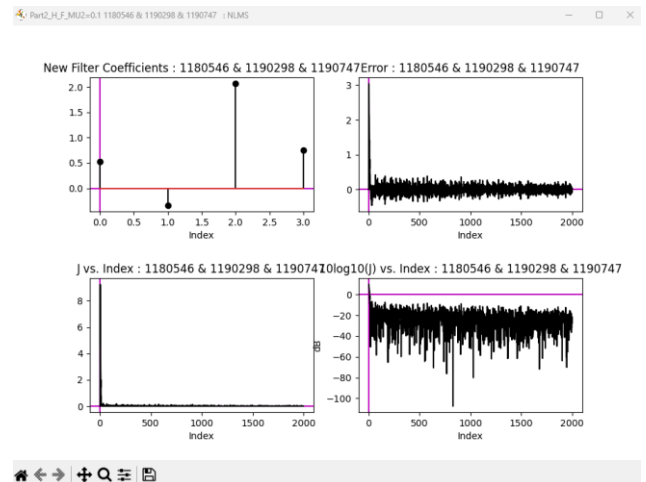 Part2_H_F_MU2=0.1 1180546 & 1190298 & 1190747 : NLMS
New Filter Coefficients : 1180546 & 1190298 & 1190747
2.0
1.5
1.0
0.5
0.0
0.0 0.5 1.0 1.5 2.0 2.5 3.0
Index
Error : 1180546 & 1190298 & 1190747
3
2
1
0
0 500 1000 1500 2000
Index
J vs. Index : 1180546 & 1190298 & 1190747
8
6
4
2
0
0 500 1000 1500 2000
Index
10log10(J) vs. Index : 1180546 & 1190298 & 1190747
dB
0
−20
−40
−60
−80
−100
0 500 1000 1500 2000
Index